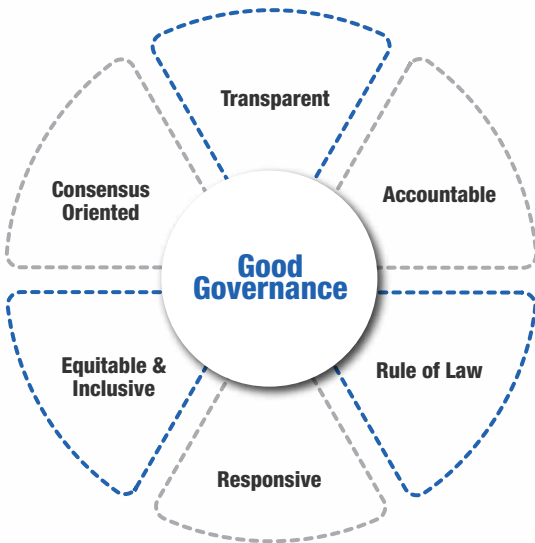 Transparent
Accountable
Consensus
Oriented
Good
Governance
Equitable &
Inclusive
Rule of Law
Responsive